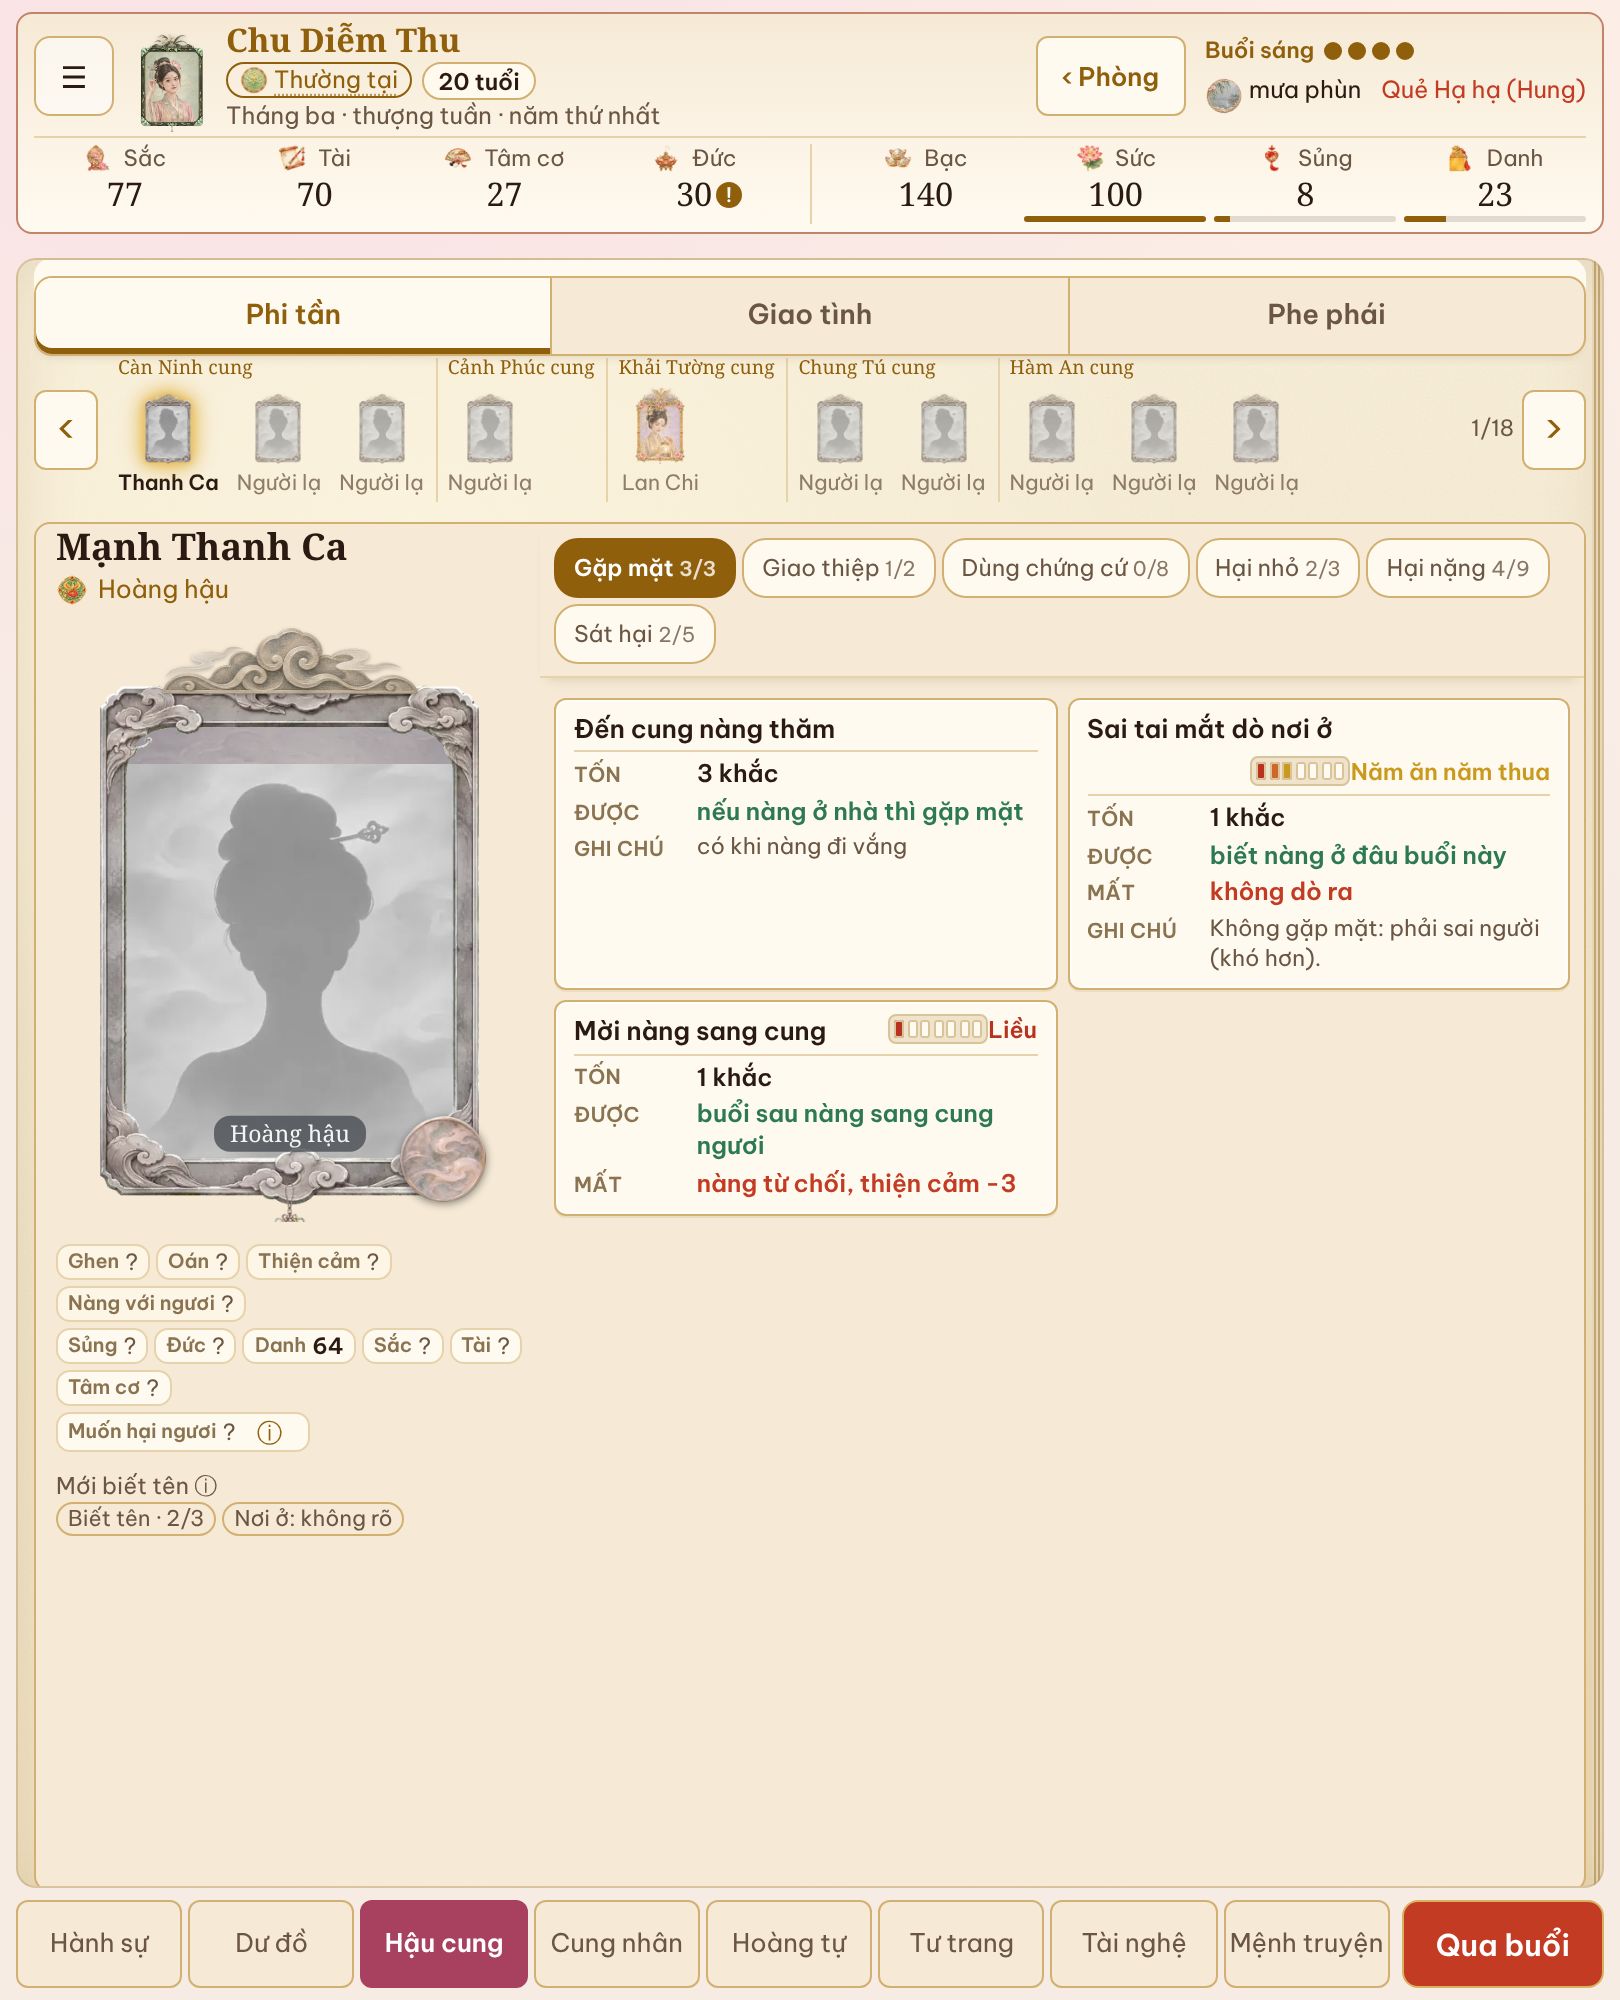 ☰
Chu Diễm Thu
Thường tại
20 tuổi
Tháng ba · thượng tuần · năm thứ nhất
‹ Phòng
Buổi sáng
mưa phùn Quẻ Hạ hạ (Hung)
Sắc Tài Tâm cơ Đức Bạc Sức Sủng Danh
77 70 27 30 ! 140 100 8 23
Phi tần Giao tình Phe phái
Càn Ninh cung Cảnh Phúc cung Khải Tường cung Chung Tú cung Hàm An cung
‹ 1/18 ›
Thanh Ca Người lạ Người lạ Người lạ Lan Chi Người lạ Người lạ Người lạ Người lạ Người lạ
Mạnh Thanh Ca
Hoàng hậu
Hoàng hậu
Ghen ? Oán ? Thiện cảm ?
Nàng với ngươi ?
Sủng ? Đức ? Danh 64 Sắc ? Tài ?
Tâm cơ ?
Muốn hại ngươi ? ⓘ
Mới biết tên ⓘ
Biết tên · 2/3 Nơi ở: không rõ
Gặp mặt 3/3 Giao thiệp 1/2 Dùng chứng cứ 0/8 Hại nhỏ 2/3 Hại nặng 4/9
Sát hại 2/5
Đến cung nàng thăm
TỐN 3 khắc
ĐƯỢC nếu nàng ở nhà thì gặp mặt
GHI CHÚ có khi nàng đi vắng
Sai tai mắt dò nơi ở
Năm ăn năm thua
TỐN 1 khắc
ĐƯỢC biết nàng ở đâu buổi này
MẤT không dò ra
GHI CHÚ Không gặp mặt: phải sai người
(khó hơn).
Mời nàng sang cung Liều
TỐN 1 khắc
ĐƯỢC buổi sau nàng sang cung
ngươi
MẤT nàng từ chối, thiện cảm -3
Hành sự Dư đồ Hậu cung Cung nhân Hoàng tự Tư trang Tài nghệ Mệnh truyện Qua buổi